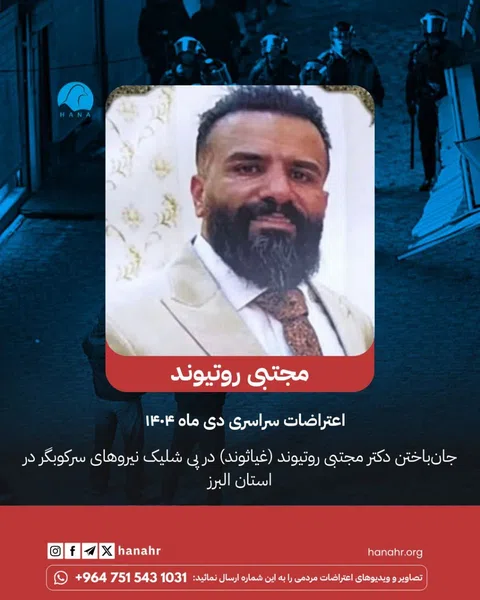 HANA
مجتبی روتیوند
اعتراضات سراسری دی ماه ۱۴۰۴
جان‌باختن دکتر مجتبی روتیوند (غیاثوند) در پی شلیک نیروهای سرکوبگر در
استان البرز
hanahr
hanahr.org
تصاویر و ویدیوهای اعتراضات مردمی را به این شماره ارسال نمائید: +964 751 543 1031